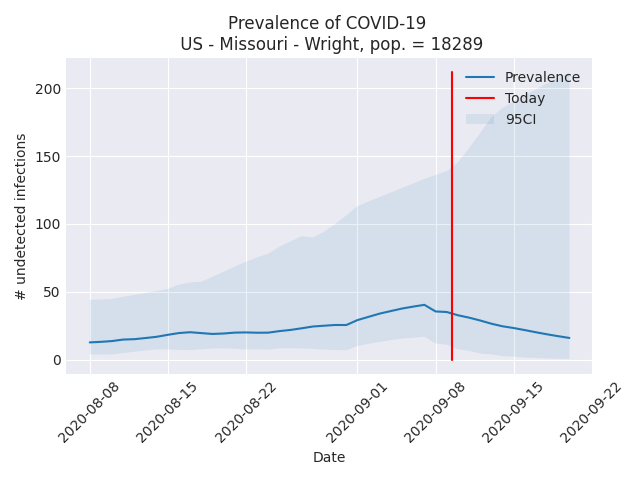 Prevalence of COVID-19
US - Missouri - Wright, pop. = 18289
Prevalence
Today
95CI
# undetected infections
200
150
100
50
0
2020-08-08
2020-08-15
2020-08-22
2020-09-01
2020-09-08
2020-09-15
2020-09-22
Date